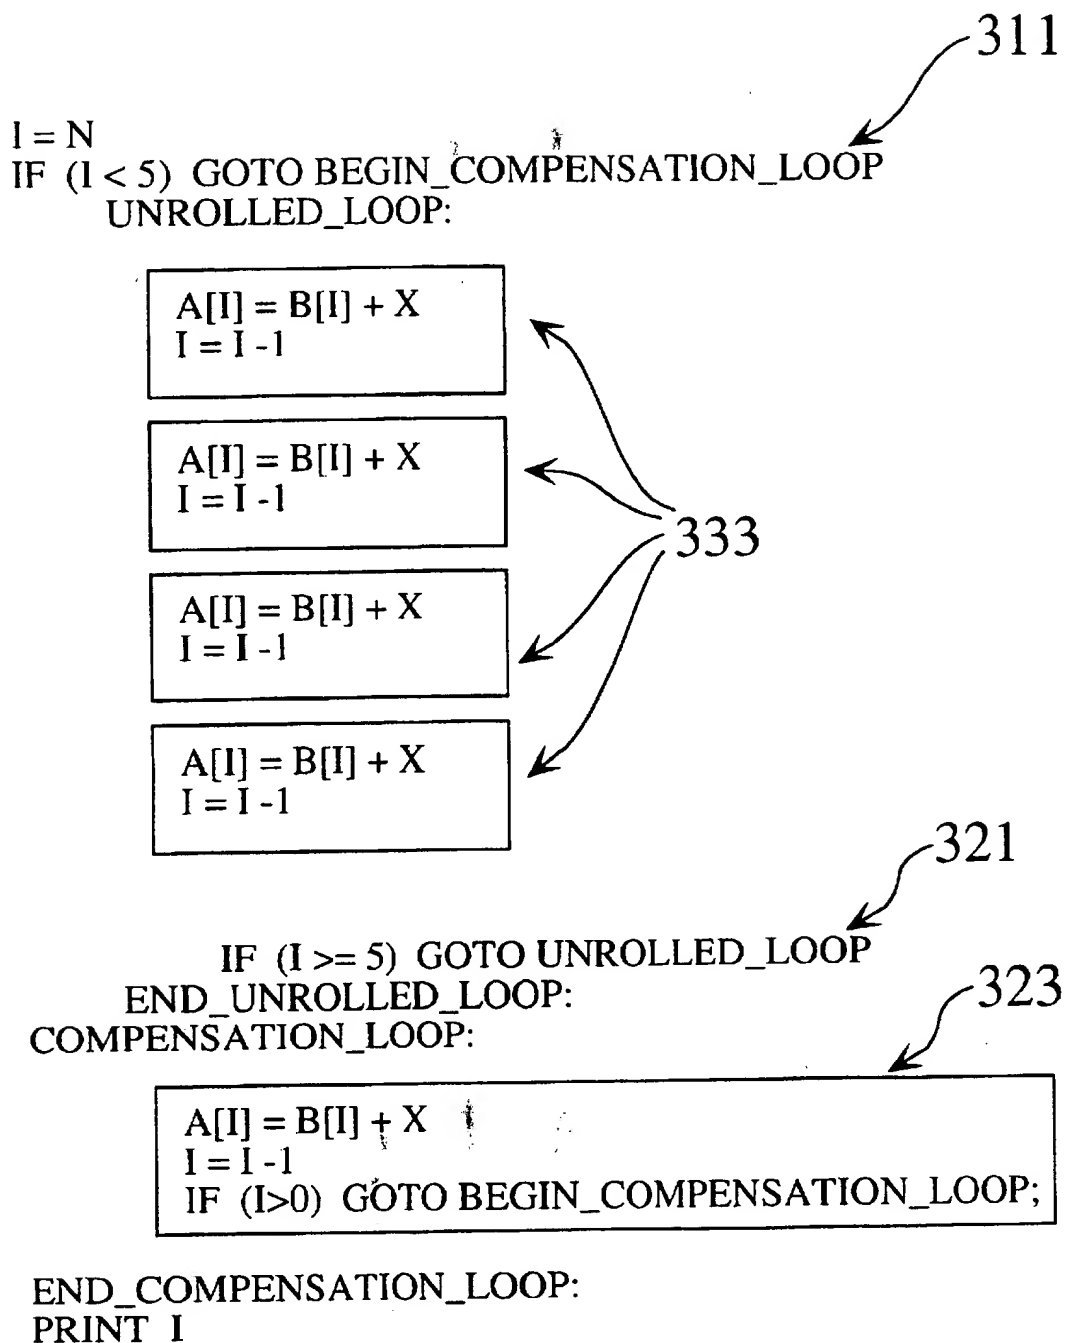 311
I = N
IF (I < 5) GOTO BEGIN_COMPENSATION_LOOP
UNROLLED_LOOP:
A[I] = B[I] + X
I = I -1
A[I] = B[I] + X
I = I -1
333
A[I] = B[I] + X
I = I -1
A[I] = B[I] + X
I = I -1
321
IF (I >= 5) GOTO UNROLLED_LOOP
END_UNROLLED_LOOP:
323
COMPENSATION_LOOP:
A[I] = B[I] + X
I = I -1
IF (I>0) GOTO BEGIN_COMPENSATION_LOOP;
END_COMPENSATION_LOOP:
PRINT I